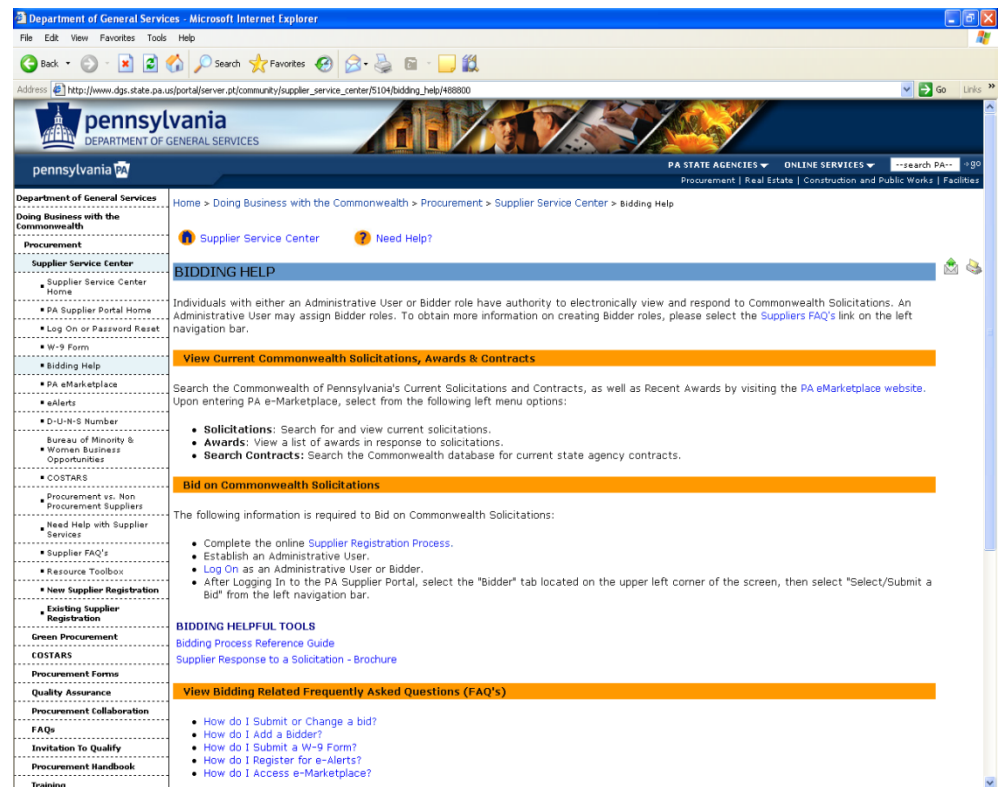 Department of General Services - Microsoft Internet Explorer
File Edit View Favorites Tools Help
Back Search Favorites
Address http://www.dgs.state.pa.us/portal/server.pt/community/supplier_service_center/5104/bidding_help/488800 Go Links »
pennsylvania
DEPARTMENT OF GENERAL SERVICES
pennsylvania PA
PA STATE AGENCIES ONLINE SERVICES --search PA-- go
Procurement | Real Estate | Construction and Public Works | Facilities
Department of General Services
Doing Business with the
Commonwealth
Procurement
Supplier Service Center
Supplier Service Center
Home
PA Supplier Portal Home
Log On or Password Reset
W-9 Form
Bidding Help
PA eMarketplace
eAlerts
D-U-N-S Number
Bureau of Minority &
Women Business
Opportunities
COSTARS
Procurement vs. Non
Procurement Suppliers
Need Help with Supplier
Services
Supplier FAQ's
Resource Toolbox
New Supplier Registration
Existing Supplier
Registration
Green Procurement
COSTARS
Procurement Forms
Quality Assurance
Procurement Collaboration
FAQs
Invitation To Qualify
Procurement Handbook
Training
Home > Doing Business with the Commonwealth > Procurement > Supplier Service Center > Bidding Help
Supplier Service Center ? Need Help?
BIDDING HELP
Individuals with either an Administrative User or Bidder role have authority to electronically view and respond to Commonwealth Solicitations. An
Administrative User may assign Bidder roles. To obtain more information on creating Bidder roles, please select the Suppliers FAQ's link on the left
navigation bar.
View Current Commonwealth Solicitations, Awards & Contracts
Search the Commonwealth of Pennsylvania's Current Solicitations and Contracts, as well as Recent Awards by visiting the PA eMarketplace website.
Upon entering PA e-Marketplace, select from the following left menu options:
• Solicitations: Search for and view current solicitations.
• Awards: View a list of awards in response to solicitations.
• Search Contracts: Search the Commonwealth database for current state agency contracts.
Bid on Commonwealth Solicitations
The following information is required to Bid on Commonwealth Solicitations:
• Complete the online Supplier Registration Process.
• Establish an Administrative User.
• Log On as an Administrative User or Bidder.
• After Logging In to the PA Supplier Portal, select the "Bidder" tab located on the upper left corner of the screen, then select "Select/Submit a
Bid" from the left navigation bar.
BIDDING HELPFUL TOOLS
Bidding Process Reference Guide
Supplier Response to a Solicitation - Brochure
View Bidding Related Frequently Asked Questions (FAQ's)
• How do I Submit or Change a bid?
• How do I Add a Bidder?
• How do I Submit a W-9 Form?
• How do I Register for e-Alerts?
• How do I Access e-Marketplace?